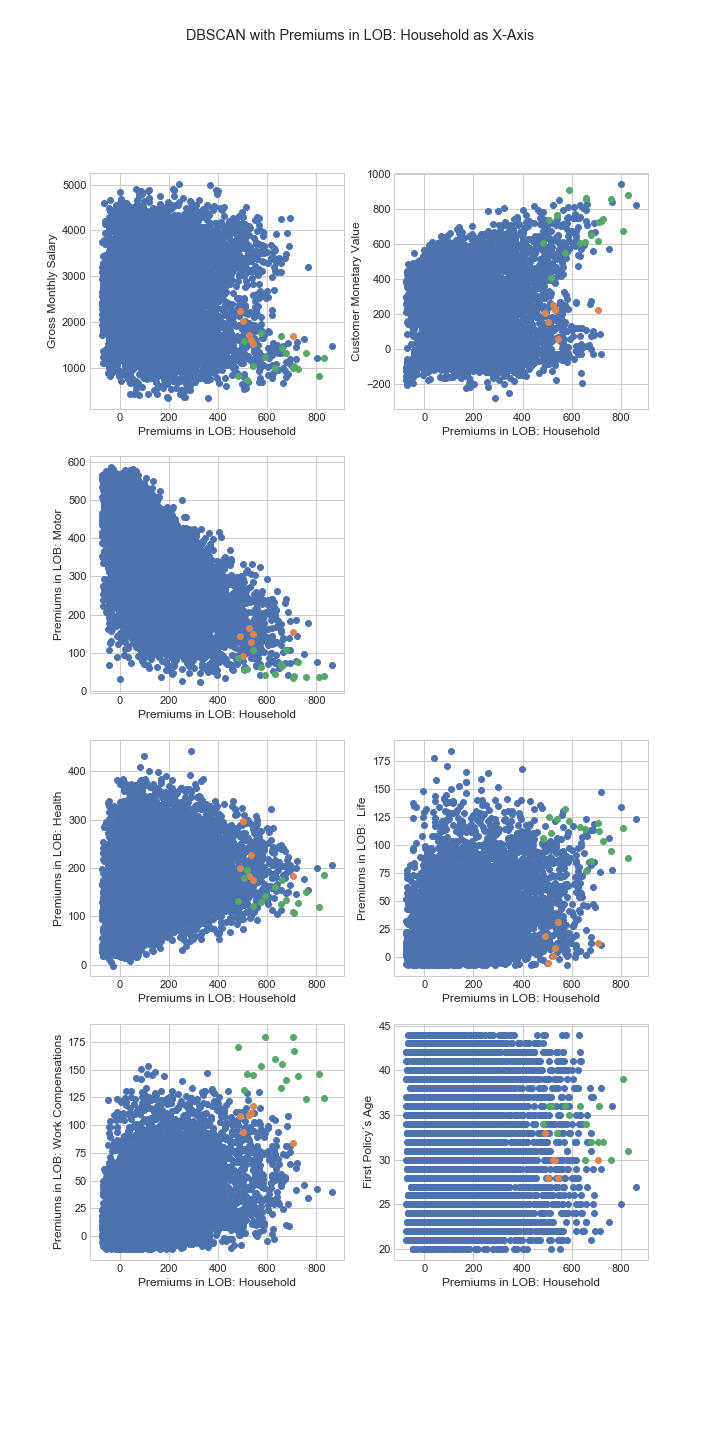 DBSCAN with Premiums in LOB: Household as X-Axis
5000
4000
3000
2000
1000
Gross Monthly Salary
0 200 400 600 800
Premiums in LOB: Household
1000
800
600
400
200
0
−200
Customer Monetary Value
0 200 400 600 800
Premiums in LOB: Household
600
500
400
300
200
100
0
Premiums in LOB: Motor
0 200 400 600 800
Premiums in LOB: Household
400
300
200
100
0
Premiums in LOB: Health
0 200 400 600 800
Premiums in LOB: Household
175
150
125
100
75
50
25
0
Premiums in LOB:  Life
0 200 400 600 800
Premiums in LOB: Household
175
150
125
100
75
50
25
0
Premiums in LOB: Work Compensations
0 200 400 600 800
Premiums in LOB: Household
45
40
35
30
25
20
First Policy´s Age
0 200 400 600 800
Premiums in LOB: Household